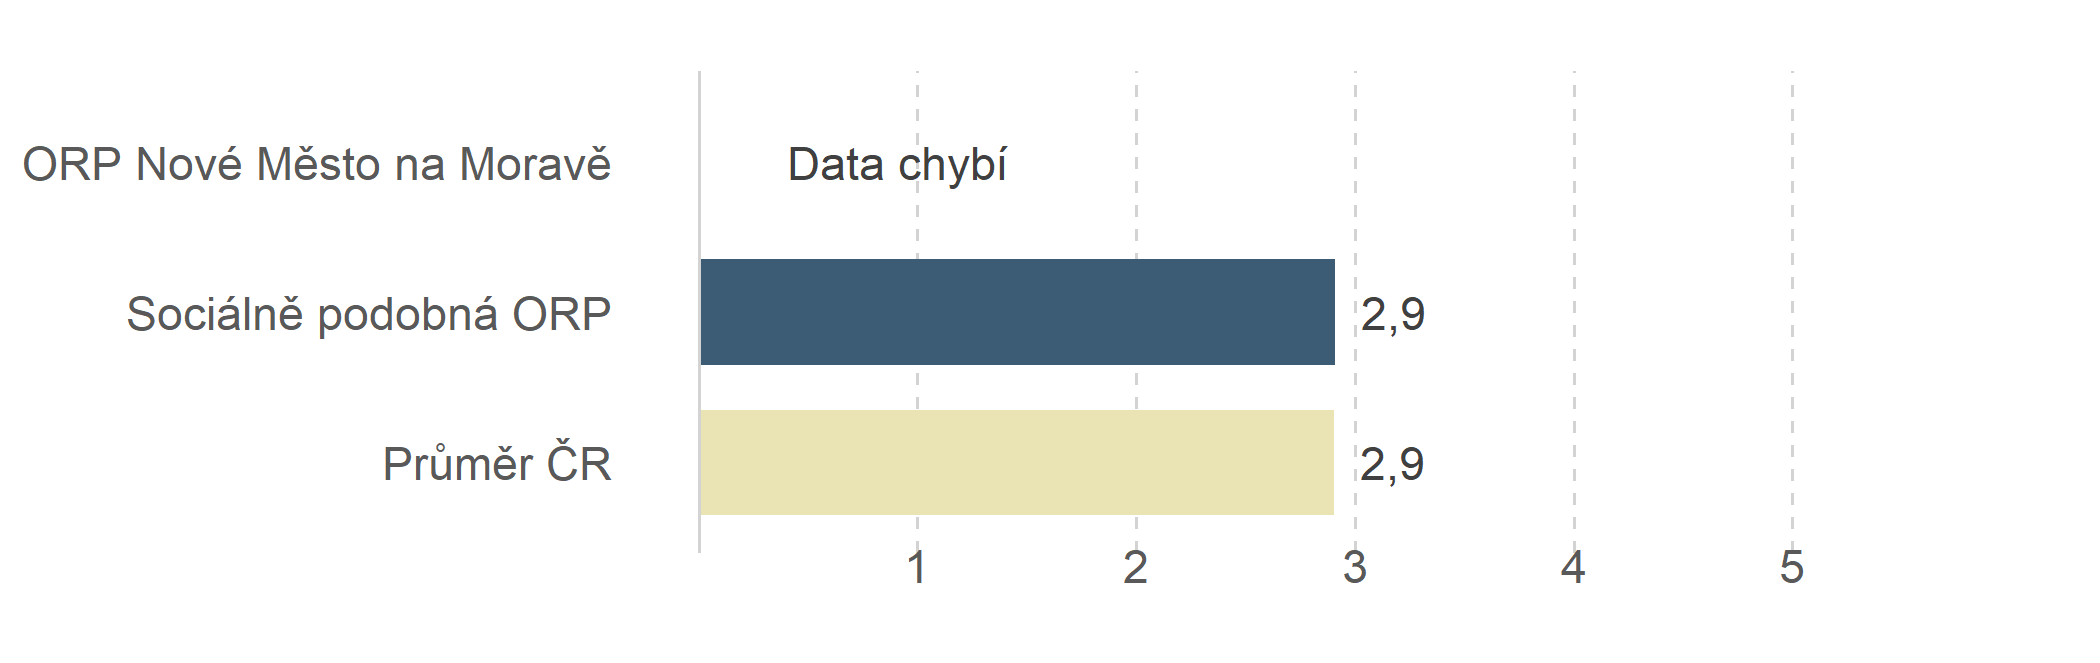 ORP Nové Město na Moravě
Data chybí
Sociálně podobná ORP
2,9
Průměr ČR
2,9
1 2 3 4 5